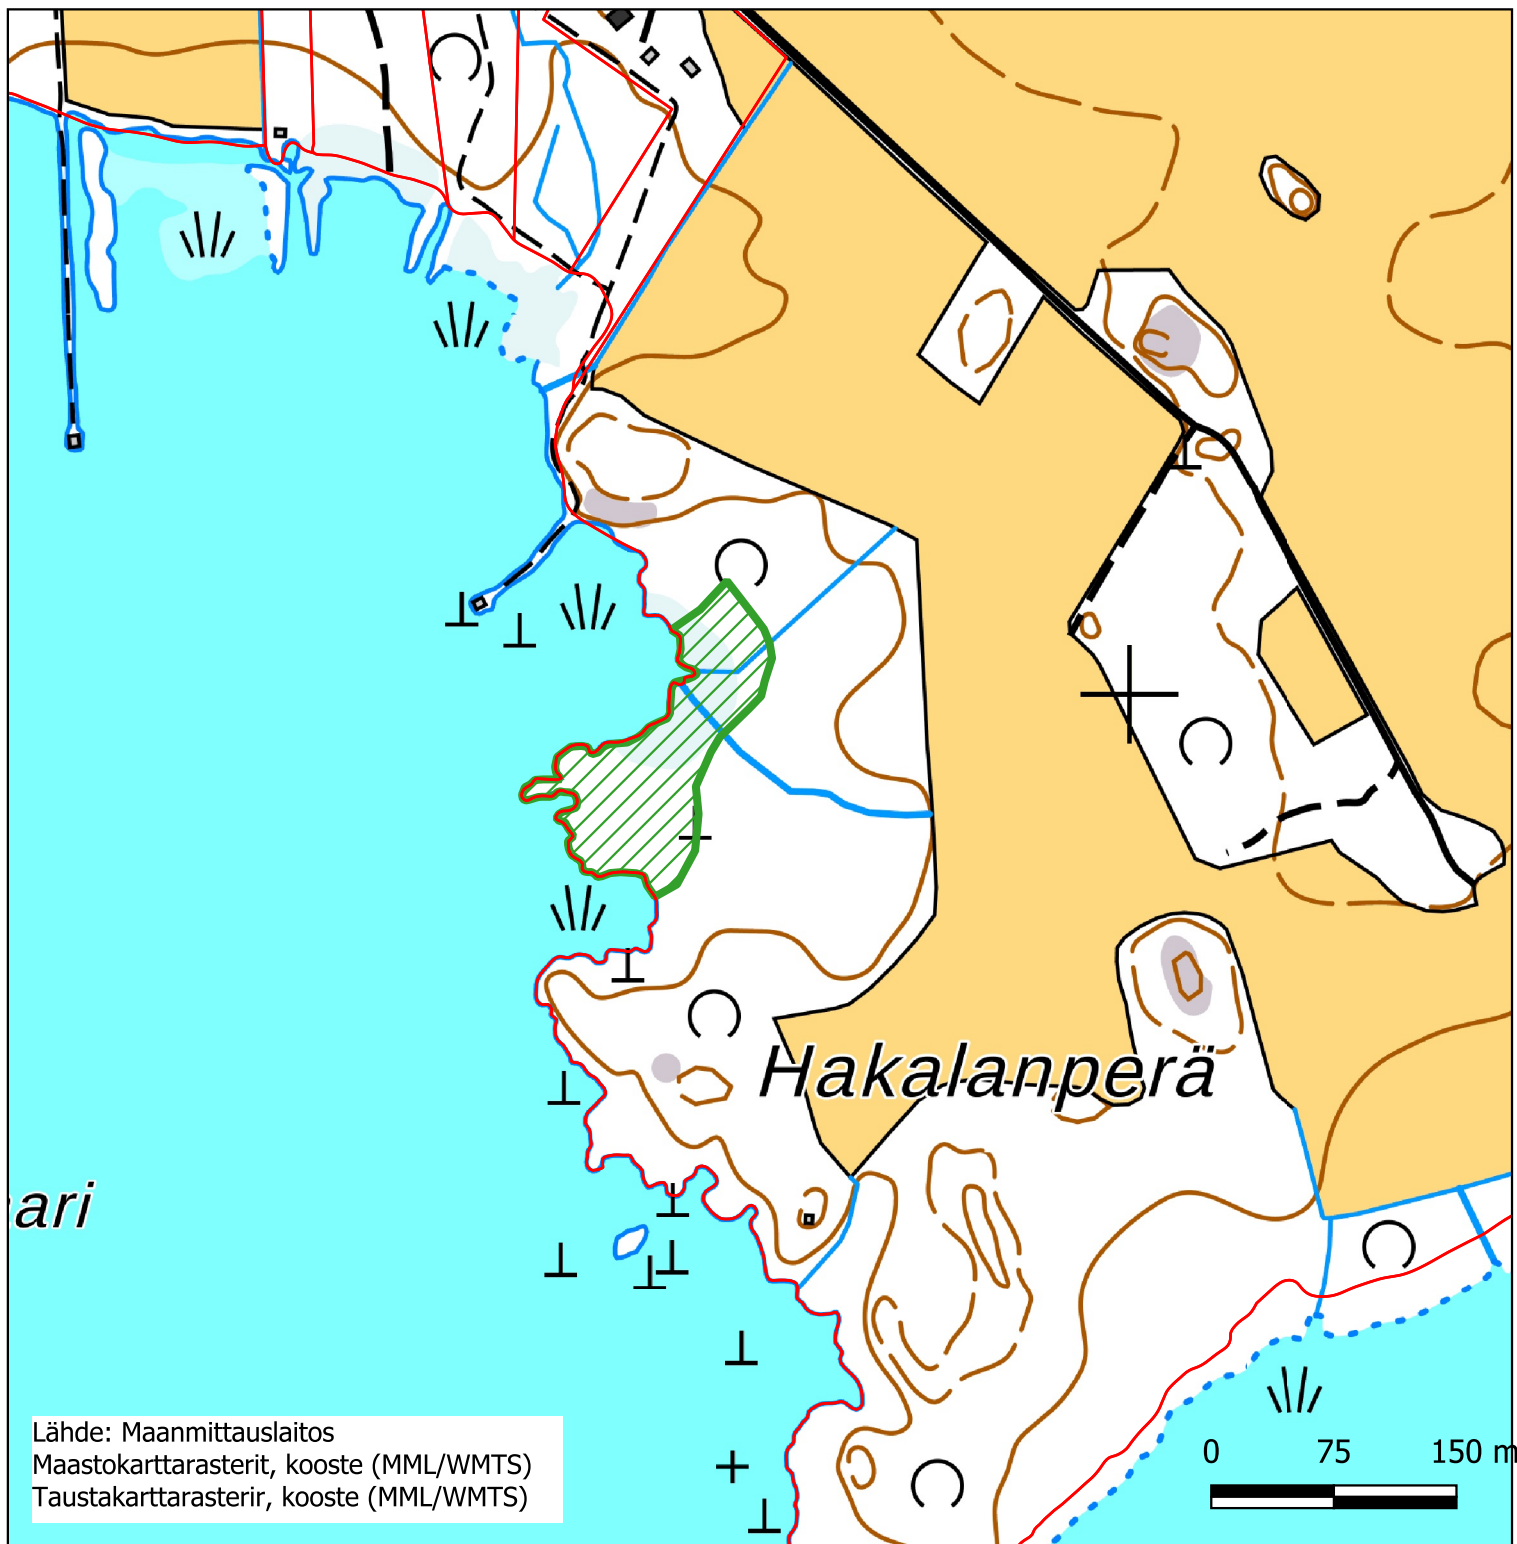 Hakalanperä
ari
Lähde: Maanmittauslaitos
Maastokarttarasterit, kooste (MML/WMTS)
Taustakarttarasterir, kooste (MML/WMTS)
0 75 150 m